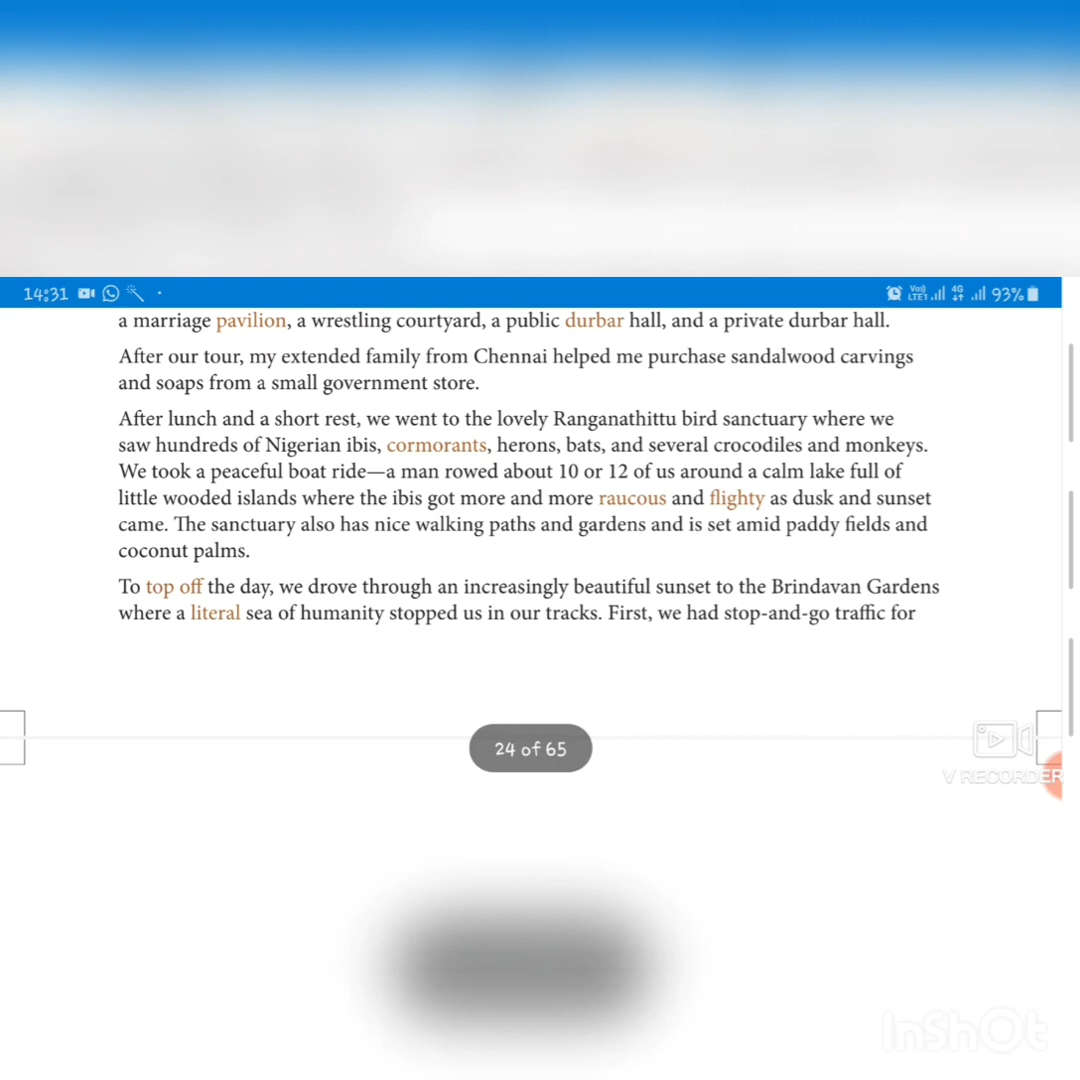 14:31
Vo))
LTE1
4G
93%
a marriage pavilion, a wrestling courtyard, a public durbar hall, and a private durbar hall.
After our tour, my extended family from Chennai helped me purchase sandalwood carvings
and soaps from a small government store.
After lunch and a short rest, we went to the lovely Ranganathittu bird sanctuary where we
saw hundreds of Nigerian ibis, cormorants, herons, bats, and several crocodiles and monkeys.
We took a peaceful boat ride—a man rowed about 10 or 12 of us around a calm lake full of
little wooded islands where the ibis got more and more raucous and flighty as dusk and sunset
came. The sanctuary also has nice walking paths and gardens and is set amid paddy fields and
coconut palms.
To top off the day, we drove through an increasingly beautiful sunset to the Brindavan Gardens
where a literal sea of humanity stopped us in our tracks. First, we had stop-and-go traffic for
24 of 65
V RECORDER
InShOt